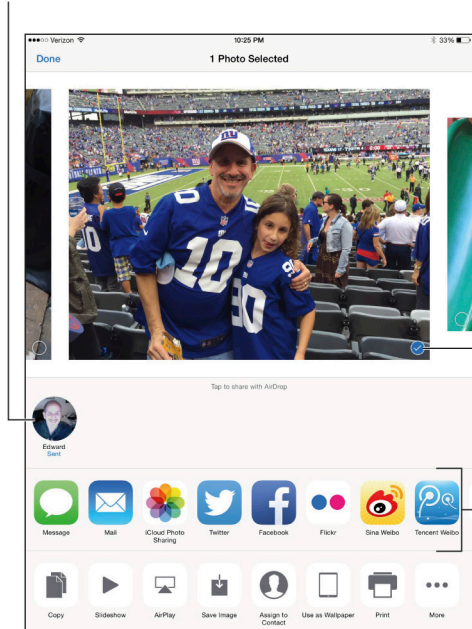 Verizon 10:25 PM 33%
Done 1 Photo Selected
ny
10 10 90
Tap to share with AirDrop
Edward
Sent
Message Mail iCloud Photo Sharing Twitter Facebook Flickr Sina Weibo Tencent Weibo
Copy Slideshow AirPlay Save Image Assign to Contact Use as Wallpaper Print More